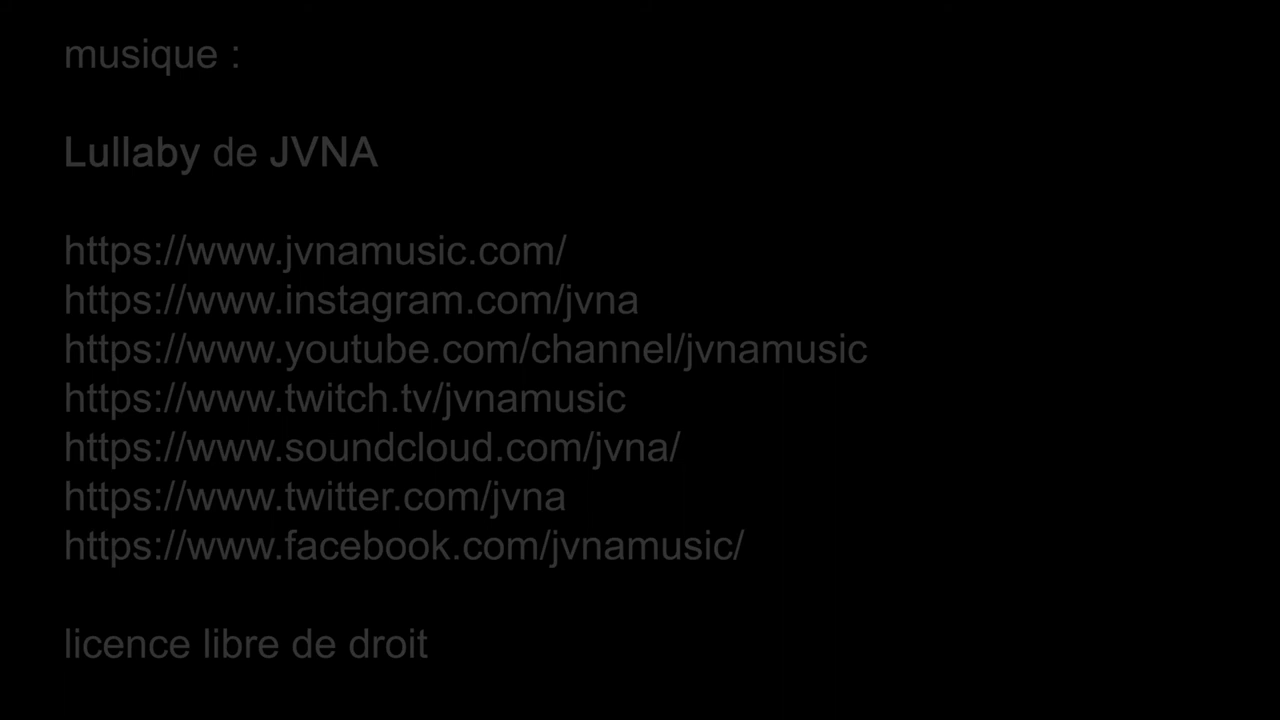 musique :
Lullaby de JVNA
https://www.jvnamusic.com/
https://www.instagram.com/jvna
https://www.youtube.com/channel/jvnamusic
https://www.twitch.tv/jvnamusic
https://www.soundcloud.com/jvna/
https://www.twitter.com/jvna
https://www.facebook.com/jvnamusic/
licence libre de droit